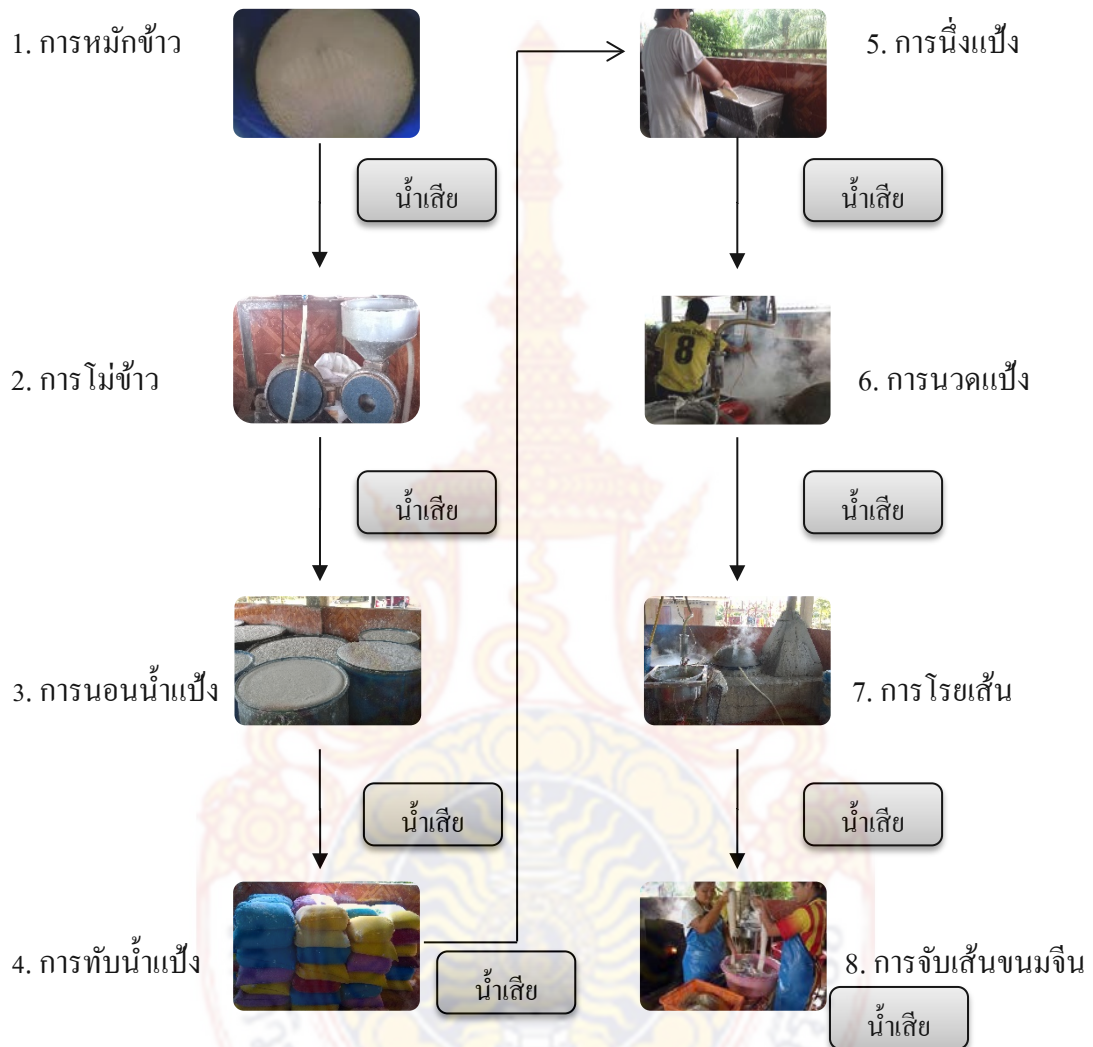 1. การหมักข้าว
น้ำเสีย
2. การโม่ข้าว
น้ำเสีย
3. การนอนน้ำแป้ง
น้ำเสีย
4. การทับน้ำแป้ง
น้ำเสีย
5. การนึ่งแป้ง
น้ำเสีย
6. การนวดแป้ง
8
น้ำเสีย
7. การโรยเส้น
น้ำเสีย
8. การจับเส้นขนมจีน
น้ำเสีย